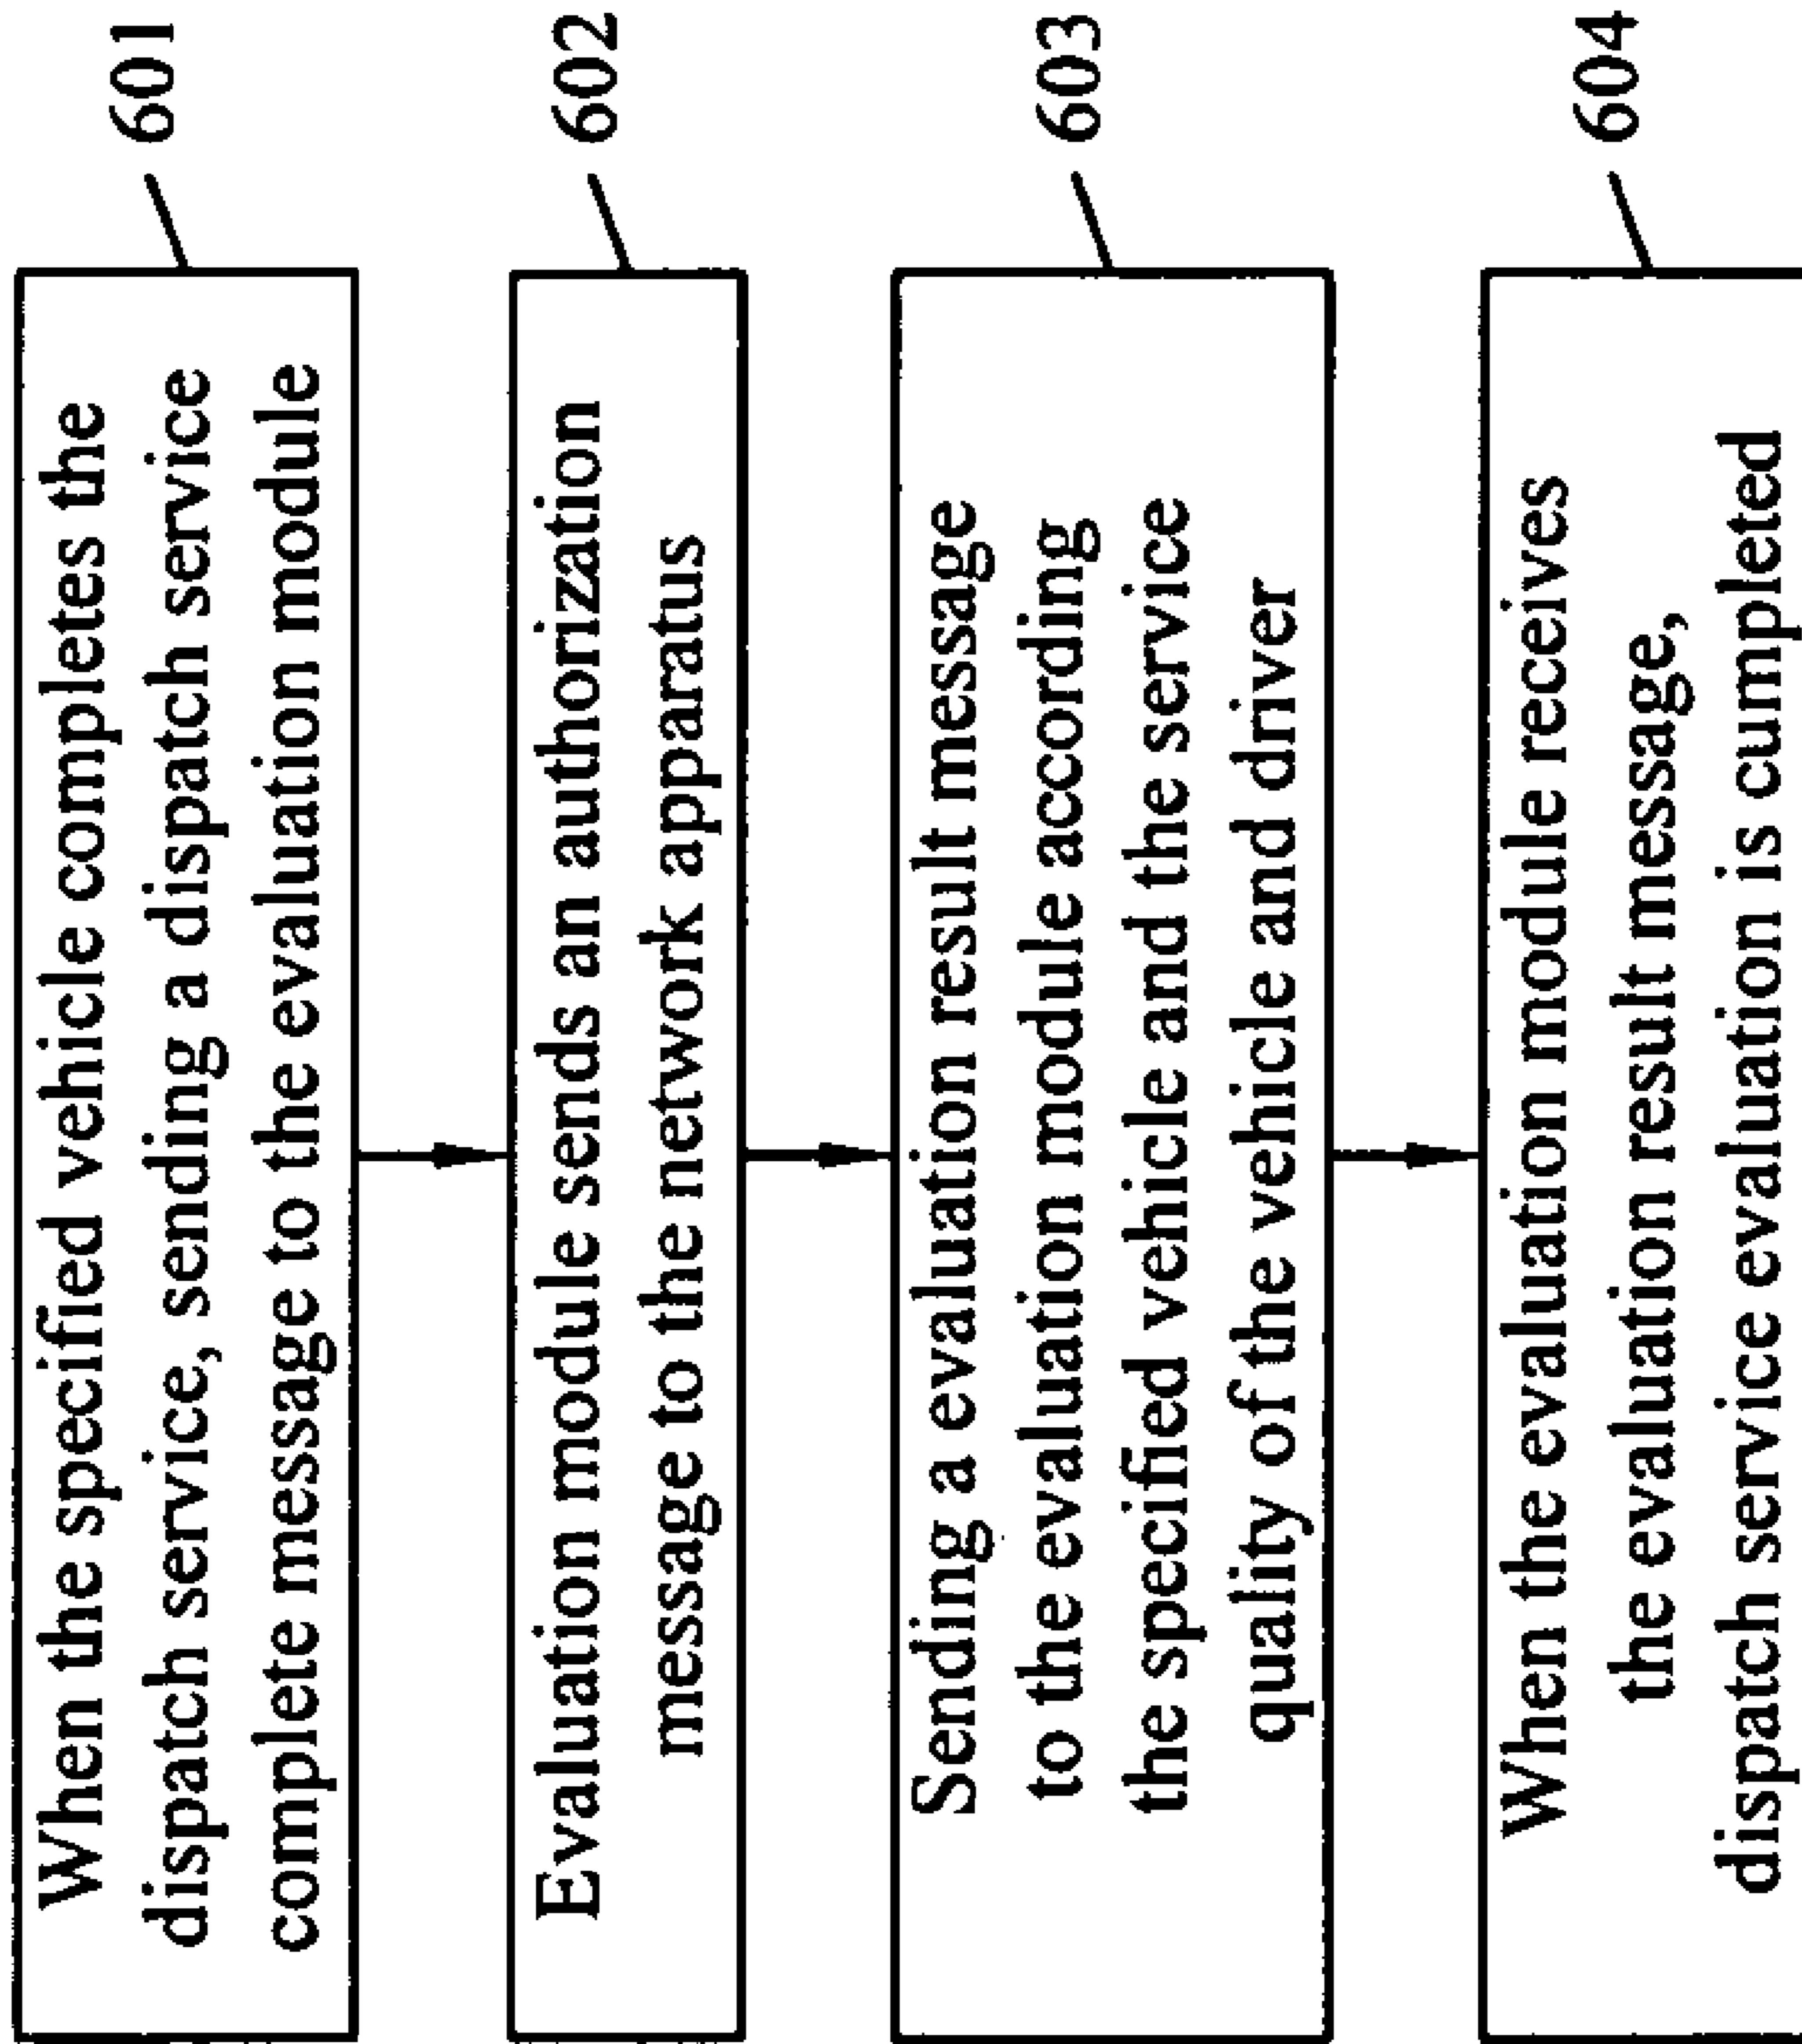 When the specified vehicle completes the
dispatch service, sending a dispatch service
complete message to the evaluation module
601
Evaluation module sends an authorization
message to the network apparatus
602
Sending a evaluation result message
to the evaluation module according
the specified vehicle and the service
quality of the vehicle and driver
603
When the evaluation module receives
the evaluation result message,
dispatch service evaluation is cumpleted
604